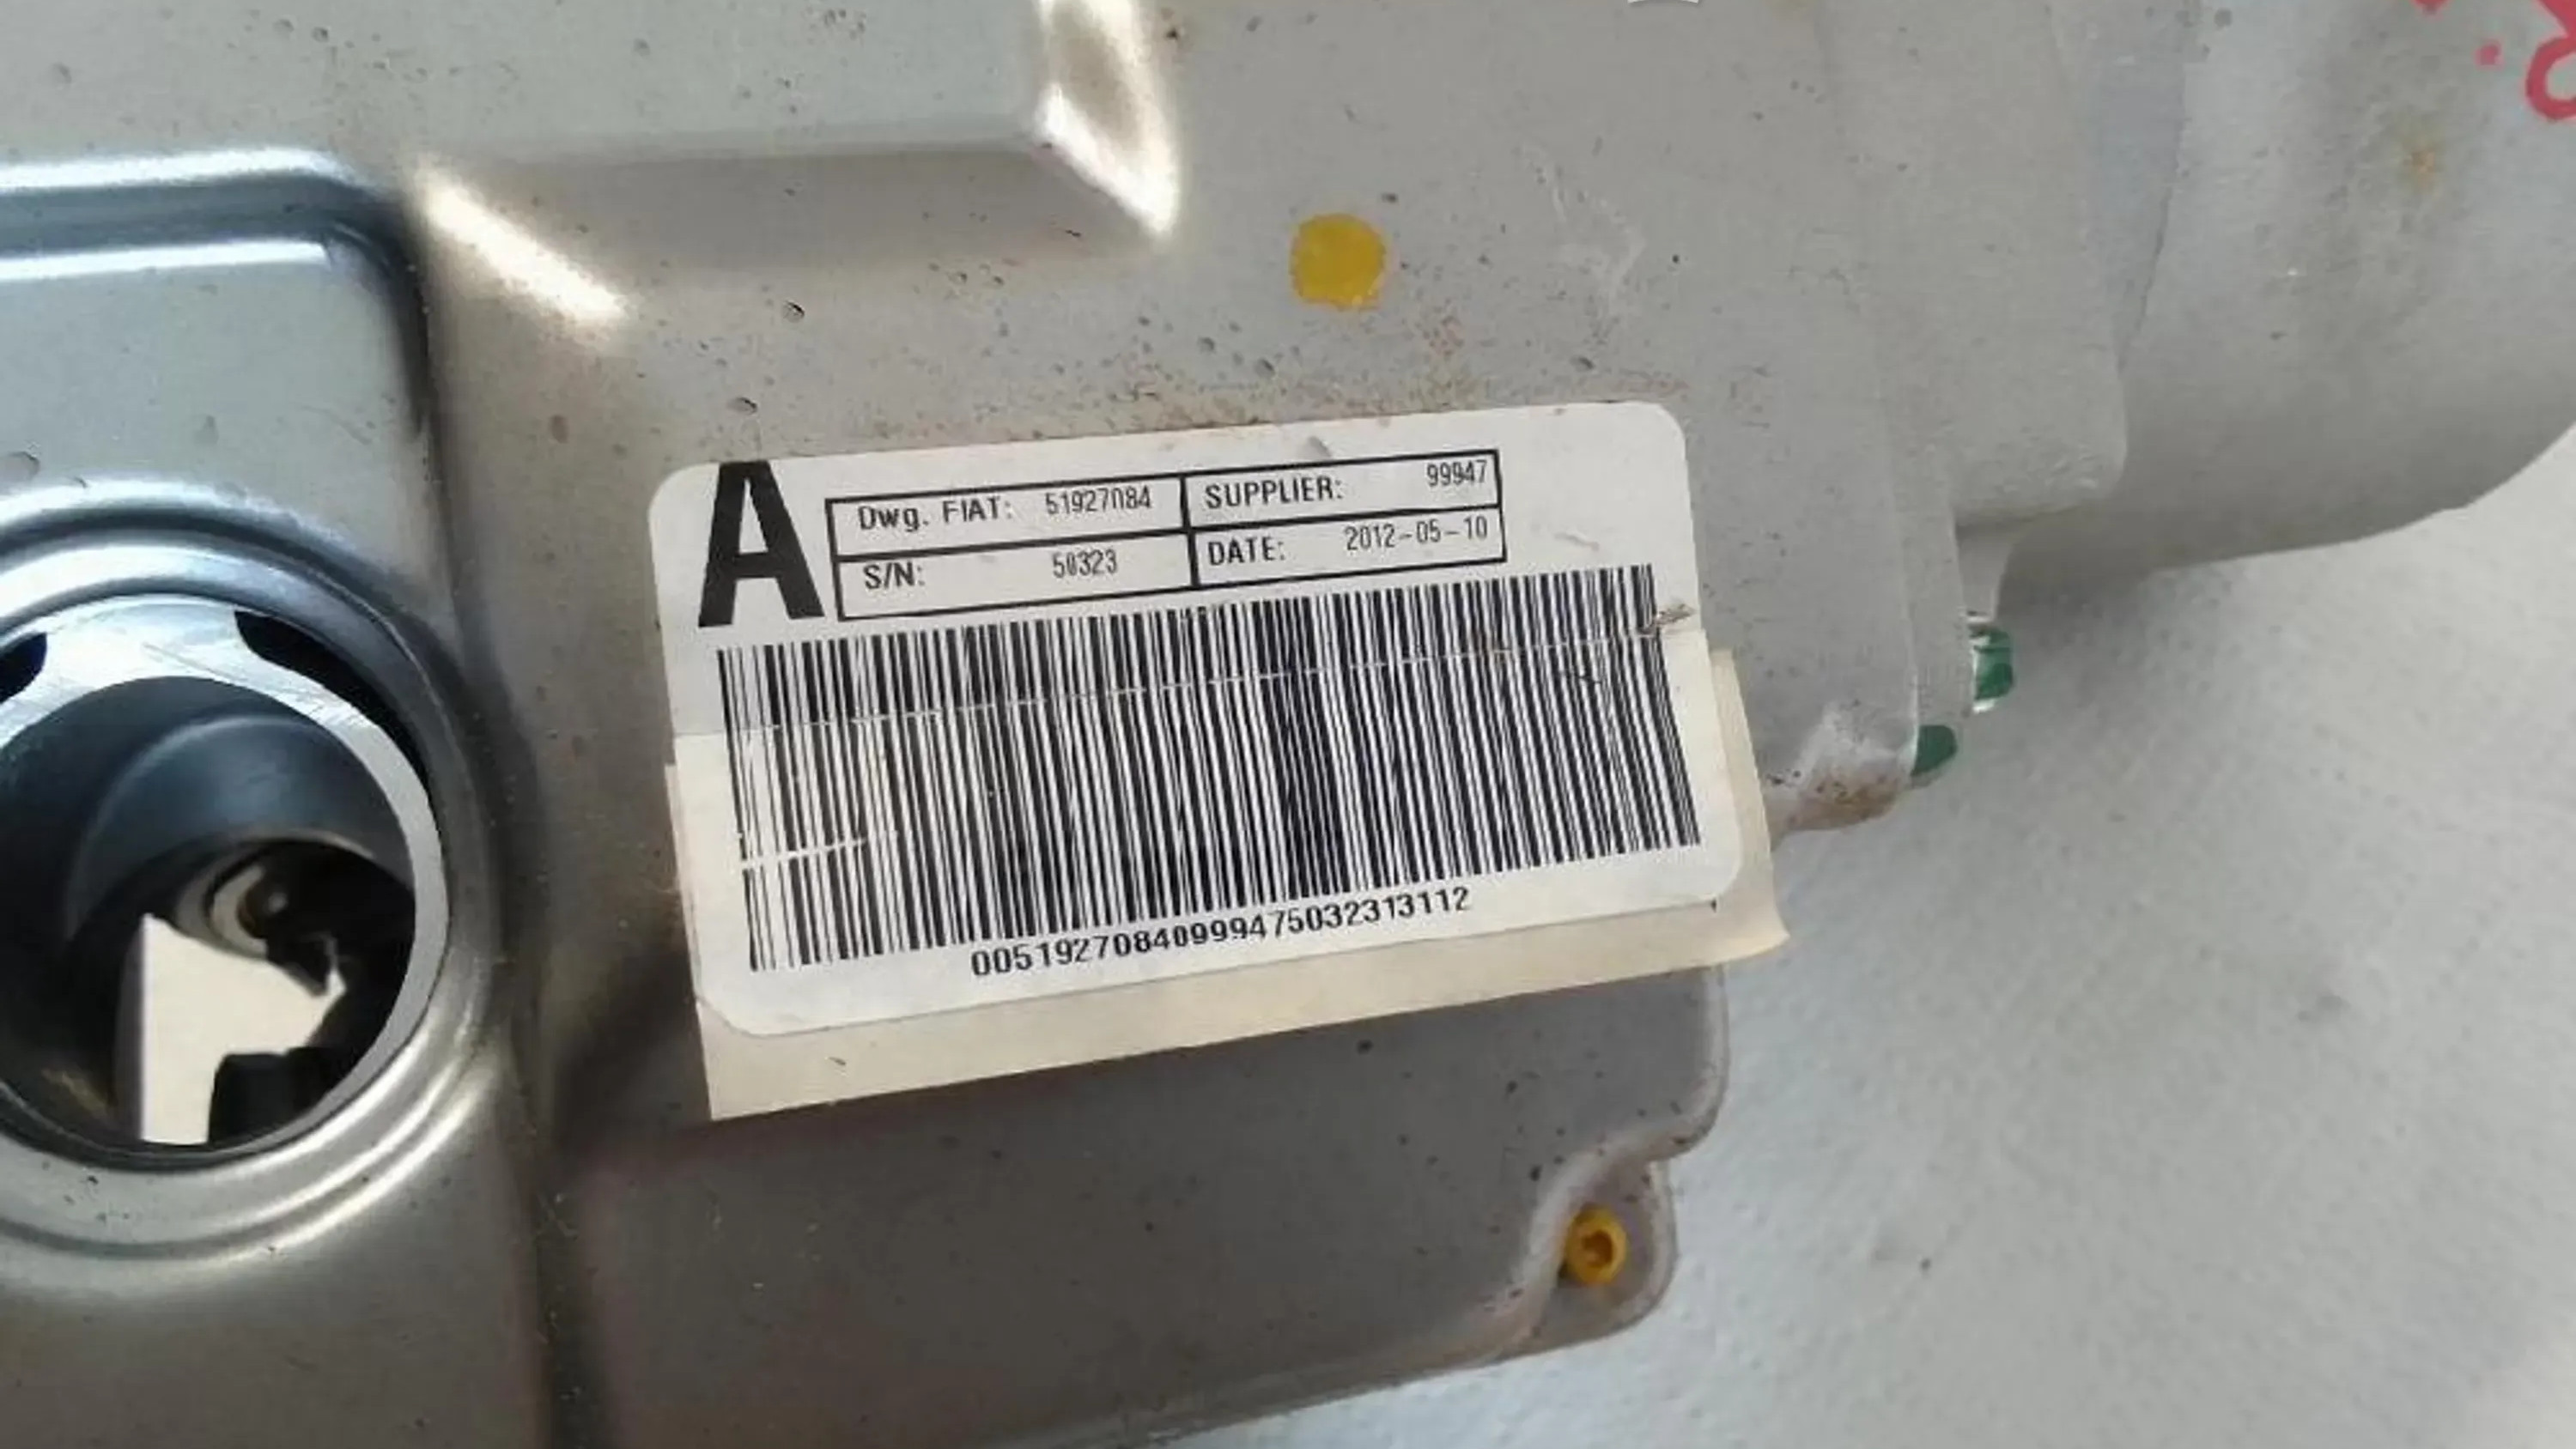 A
Dwg. FIAT: 51927084 SUPPLIER: 99947
S/N: 50323 DATE: 2012-05-10
00519270840999475032313112